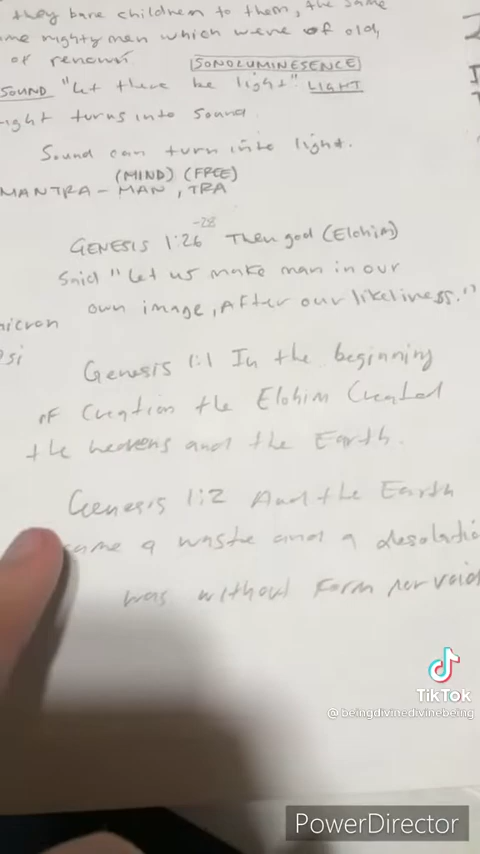 they bare children to them, the same
me mighty men which were of old,
of renown
SONOLUMINESENCE
SOUND "Let there be light" LIGHT
ight turns into sound.
Sound can turn into light.
(MIND) (FREE)
MANTRA - MAN, TRA
-28
GENESIS 1:26 Then god (Elohim)
Said "Let us make man in our
own image, After our likeliness."
micron
si
Genesis 1:1 In the beginning
of Creation the Elohim Created
the heavens and the Earth.
Genesis 1:2 And the Earth
came a waste and a desolatio
was without form nor void
TikTok
@beingdivinedivinebeing
PowerDirector